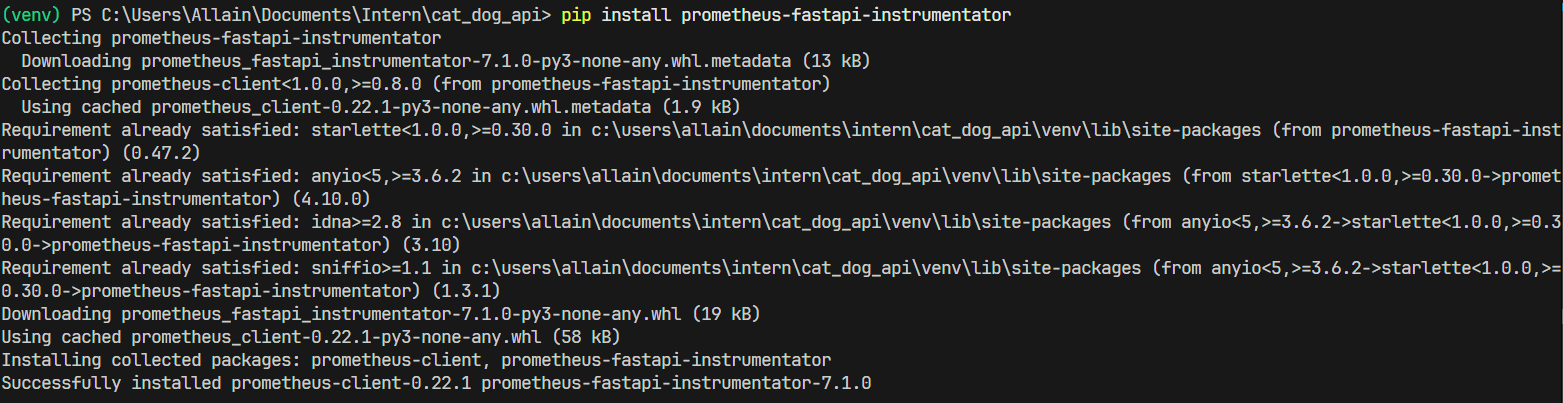 (venv) PS C:\Users\Allain\Documents\Intern\cat_dog_api> pip install prometheus-fastapi-instrumentator
Collecting prometheus-fastapi-instrumentator
  Downloading prometheus_fastapi_instrumentator-7.1.0-py3-none-any.whl.metadata (13 kB)
Collecting prometheus-client<1.0.0,>=0.8.0 (from prometheus-fastapi-instrumentator)
  Using cached prometheus_client-0.22.1-py3-none-any.whl.metadata (1.9 kB)
Requirement already satisfied: starlette<1.0.0,>=0.30.0 in c:\users\allain\documents\intern\cat_dog_api\venv\lib\site-packages (from prometheus-fastapi-inst
rumentator) (0.47.2)
Requirement already satisfied: anyio<5,>=3.6.2 in c:\users\allain\documents\intern\cat_dog_api\venv\lib\site-packages (from starlette<1.0.0,>=0.30.0->promet
heus-fastapi-instrumentator) (4.10.0)
Requirement already satisfied: idna>=2.8 in c:\users\allain\documents\intern\cat_dog_api\venv\lib\site-packages (from anyio<5,>=3.6.2->starlette<1.0.0,>=0.3
0.0->prometheus-fastapi-instrumentator) (3.10)
Requirement already satisfied: sniffio>=1.1 in c:\users\allain\documents\intern\cat_dog_api\venv\lib\site-packages (from anyio<5,>=3.6.2->starlette<1.0.0,>=
0.30.0->prometheus-fastapi-instrumentator) (1.3.1)
Downloading prometheus_fastapi_instrumentator-7.1.0-py3-none-any.whl (19 kB)
Using cached prometheus_client-0.22.1-py3-none-any.whl (58 kB)
Installing collected packages: prometheus-client, prometheus-fastapi-instrumentator
Successfully installed prometheus-client-0.22.1 prometheus-fastapi-instrumentator-7.1.0